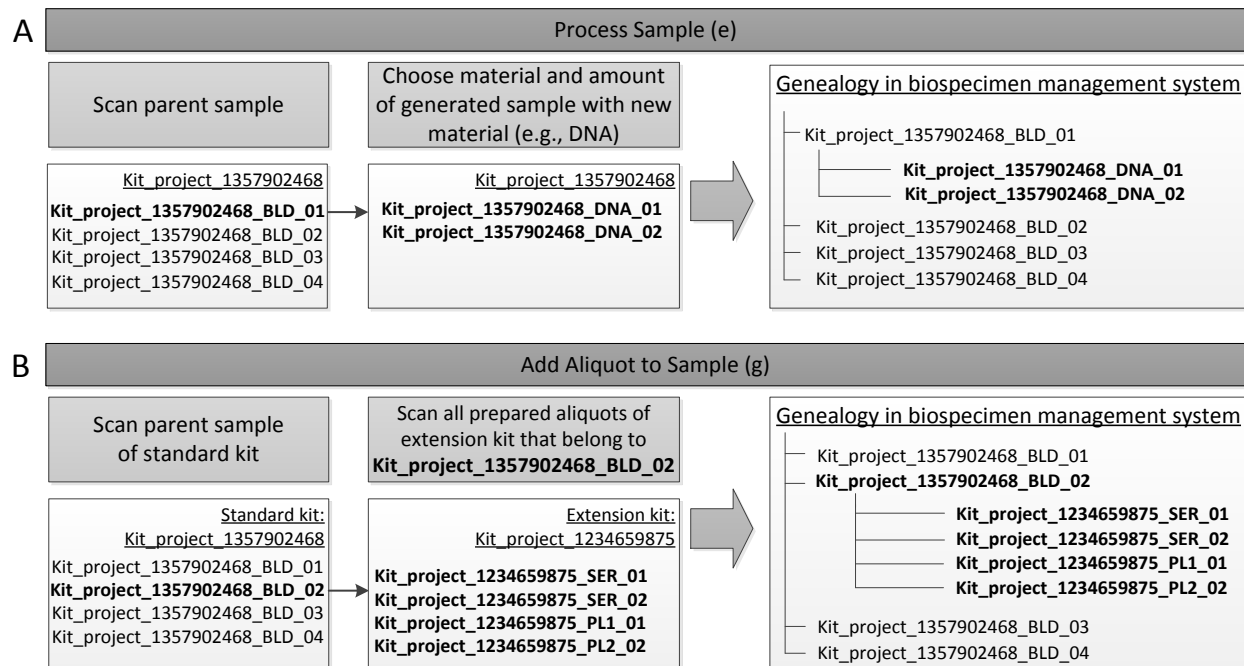 A
Process Sample (e)
Scan parent sample
Choose material and amount
of generated sample with new
material (e.g., DNA)
Kit_project_1357902468
Kit_project_1357902468_BLD_01
Kit_project_1357902468_BLD_02
Kit_project_1357902468_BLD_03
Kit_project_1357902468_BLD_04
Kit_project_1357902468
Kit_project_1357902468_DNA_01
Kit_project_1357902468_DNA_02
Genealogy in biospecimen management system
Kit_project_1357902468_BLD_01
Kit_project_1357902468_DNA_01
Kit_project_1357902468_DNA_02
Kit_project_1357902468_BLD_02
Kit_project_1357902468_BLD_03
Kit_project_1357902468_BLD_04
B
Add Aliquot to Sample (g)
Scan parent sample
of standard kit
Scan all prepared aliquots of
extension kit that belong to
Kit_project_1357902468_BLD_02
Standard kit:
Kit_project_1357902468
Kit_project_1357902468_BLD_01
Kit_project_1357902468_BLD_02
Kit_project_1357902468_BLD_03
Kit_project_1357902468_BLD_04
Extension kit:
Kit_project_1234659875
Kit_project_1234659875_SER_01
Kit_project_1234659875_SER_02
Kit_project_1234659875_PL1_01
Kit_project_1234659875_PL2_02
Genealogy in biospecimen management system
Kit_project_1357902468_BLD_01
Kit_project_1357902468_BLD_02
Kit_project_1234659875_SER_01
Kit_project_1234659875_SER_02
Kit_project_1234659875_PL1_01
Kit_project_1234659875_PL2_02
Kit_project_1357902468_BLD_03
Kit_project_1357902468_BLD_04